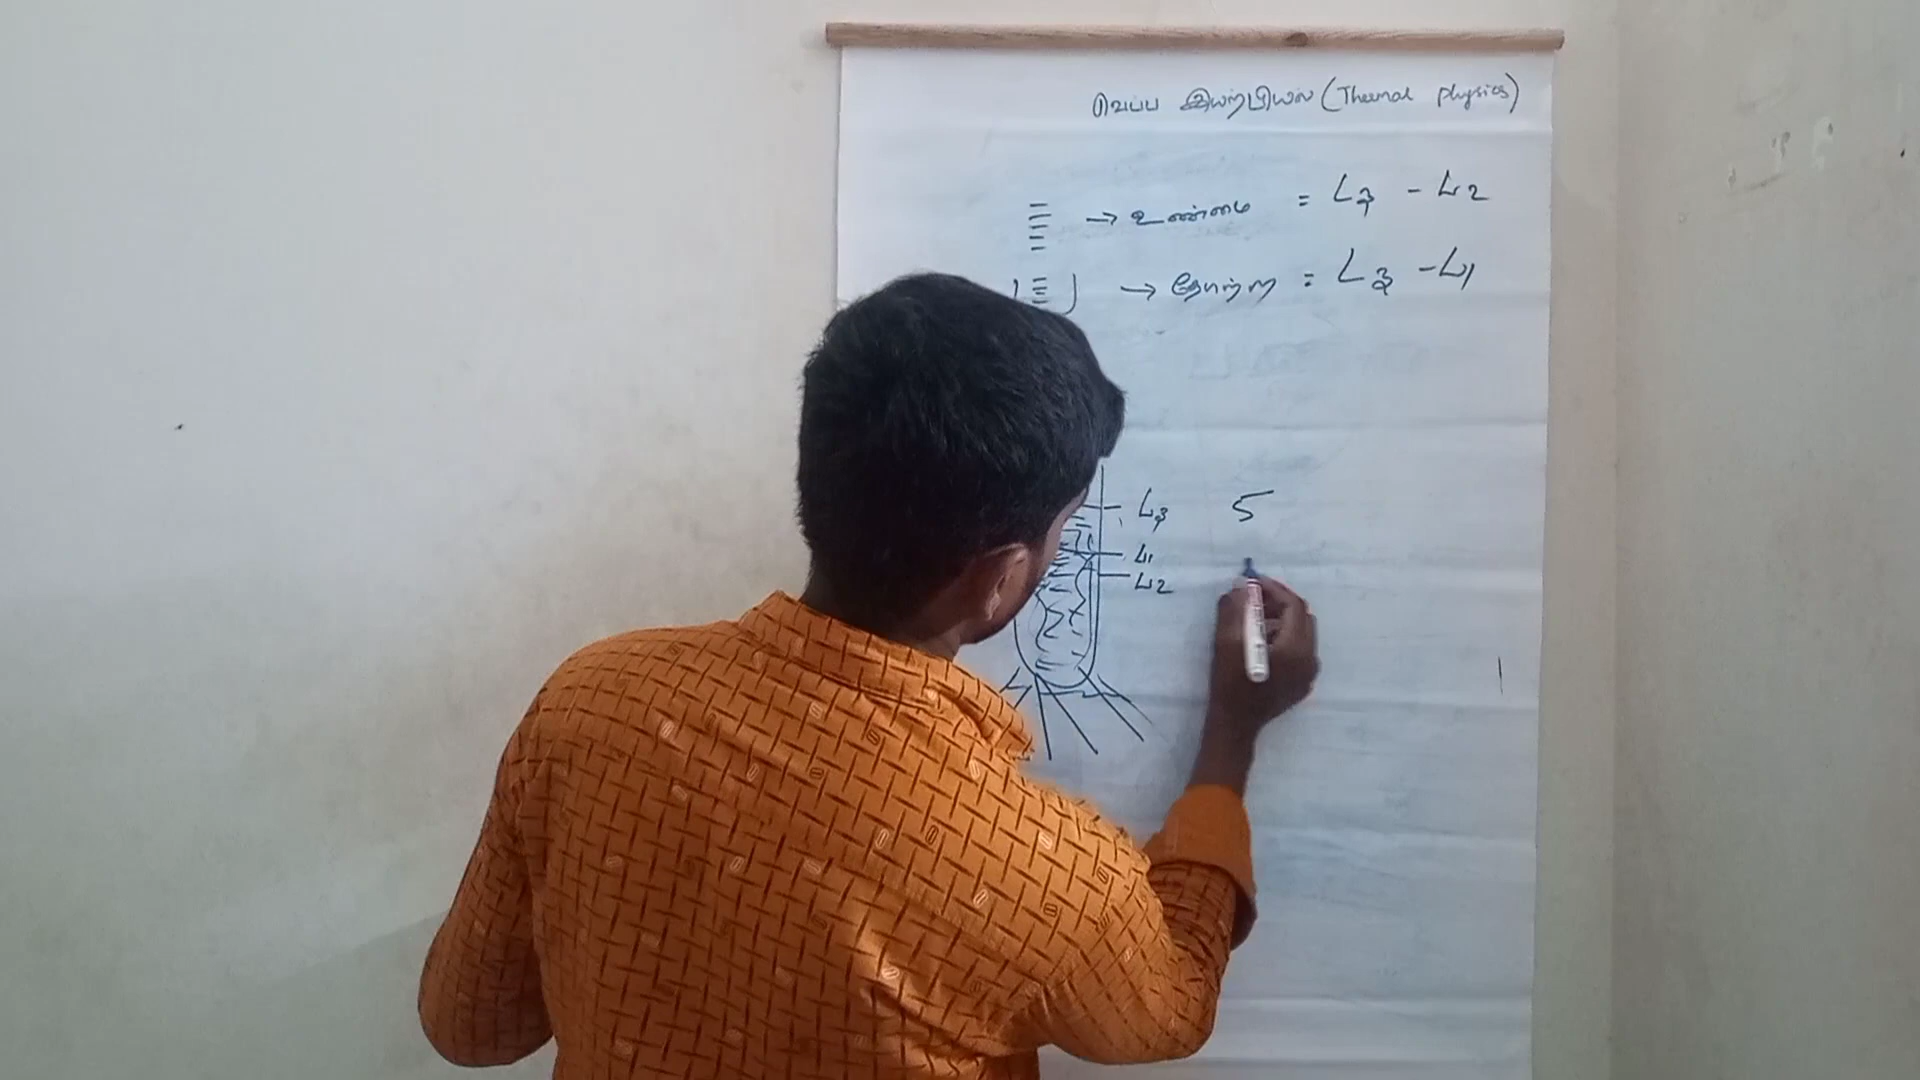 வெப்ப இயற்பியல் (Thermal physics)
→ உண்மை = L3 - L2
→ தோற்ற = L3 - L1
L3 5
L1
L2